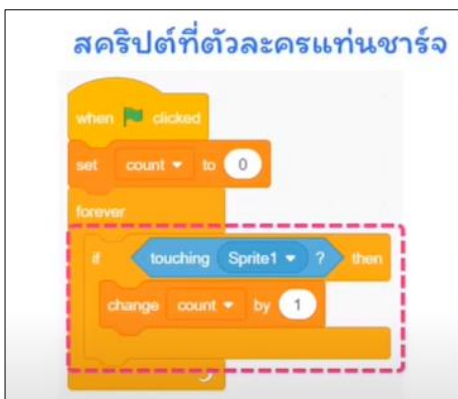 สคริปต์ที่ตัวละครแท่นชาร์จ
when clicked
set count to 0
forever
if touching Sprite1 ? then
change count by 1